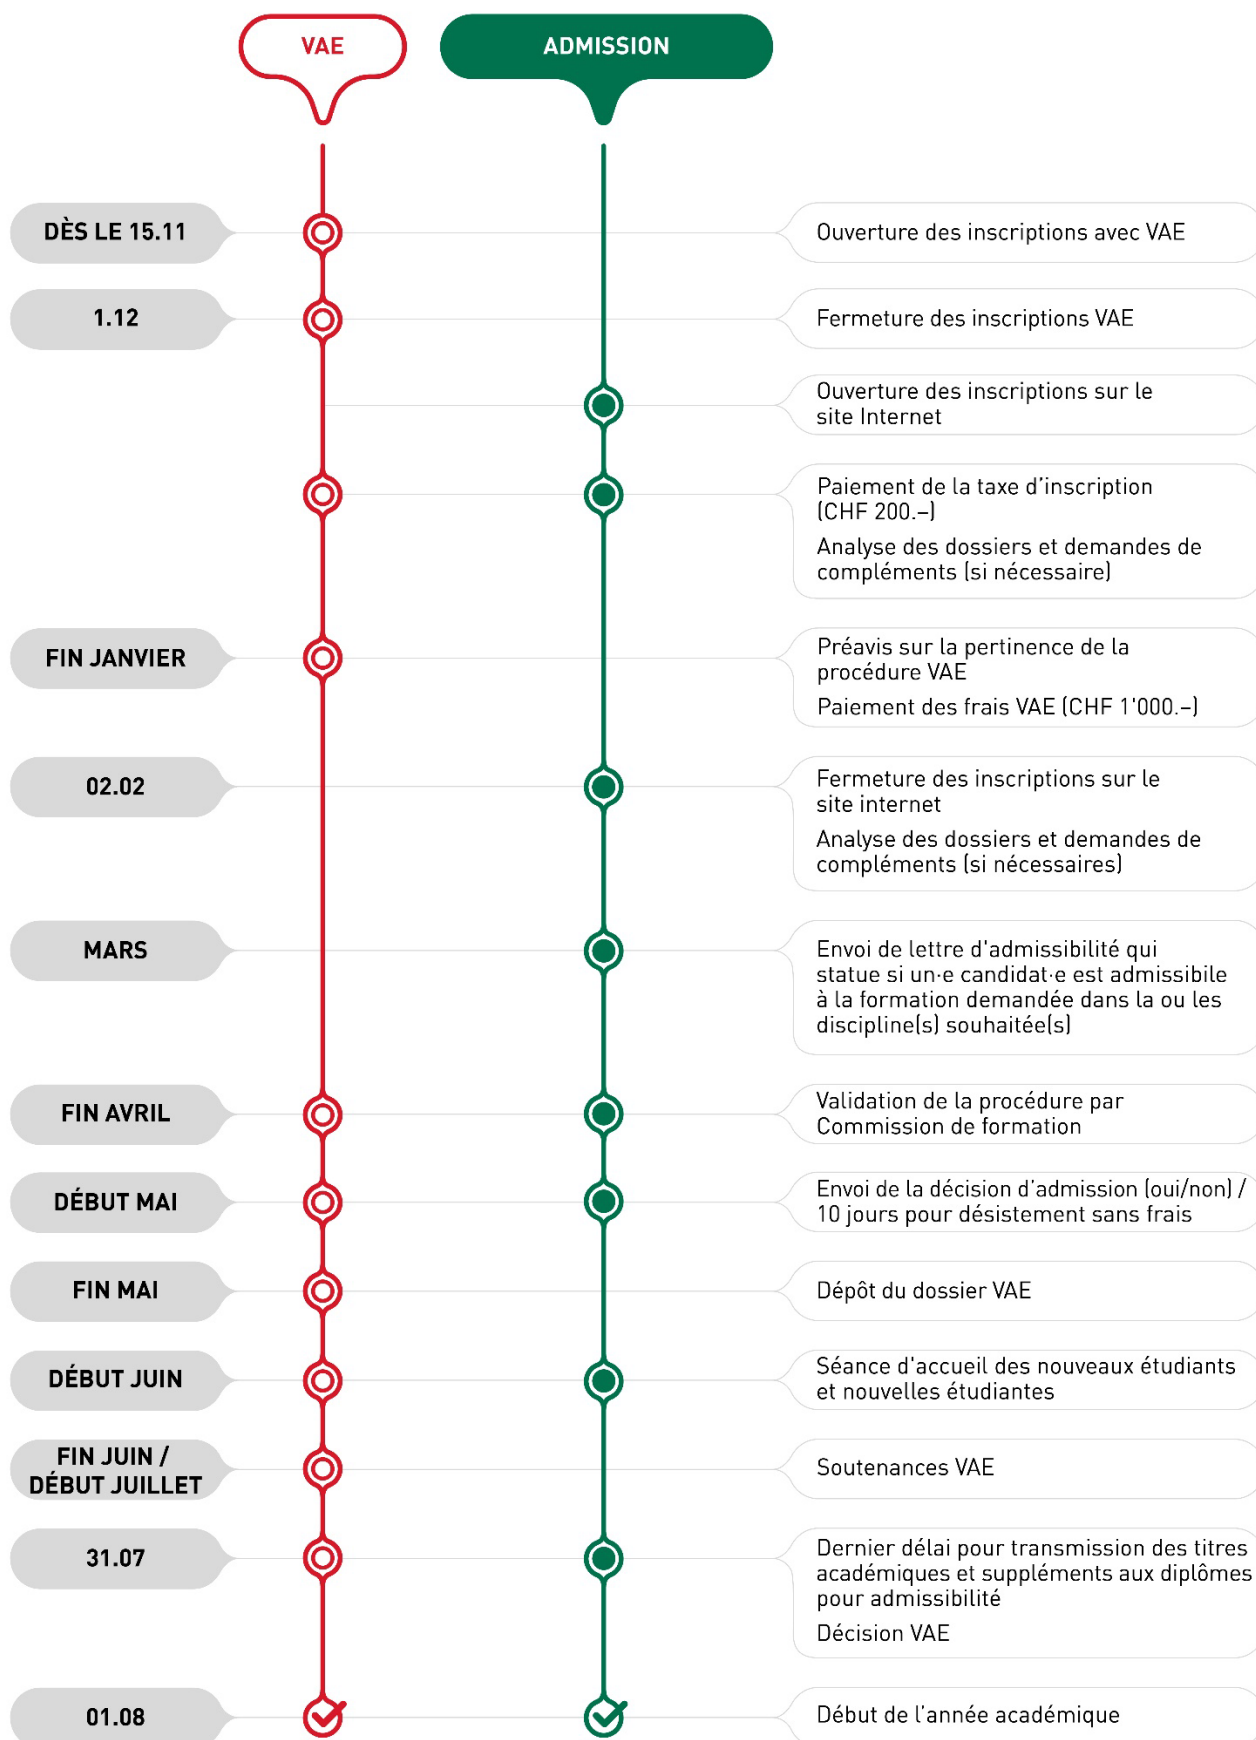 VAE
ADMISSION
DÈS LE 15.11
Ouverture des inscriptions avec VAE
1.12
Fermeture des inscriptions VAE
Ouverture des inscriptions sur le
site Internet
Paiement de la taxe d'inscription
(CHF 200.–)
Analyse des dossiers et demandes de
compléments (si nécessaire)
FIN JANVIER
Préavis sur la pertinence de la
procédure VAE
Paiement des frais VAE (CHF 1'000.–)
02.02
Fermeture des inscriptions sur le
site internet
Analyse des dossiers et demandes de
compléments (si nécessaires)
MARS
Envoi de lettre d'admissibilité qui
statue si un·e candidat·e est admissibile
à la formation demandée dans la ou les
discipline(s) souhaitée(s)
FIN AVRIL
Validation de la procédure par
Commission de formation
DÉBUT MAI
Envoi de la décision d'admission (oui/non) /
10 jours pour désistement sans frais
FIN MAI
Dépôt du dossier VAE
DÉBUT JUIN
Séance d'accueil des nouveaux étudiants
et nouvelles étudiantes
FIN JUIN /
DÉBUT JUILLET
Soutenances VAE
31.07
Dernier délai pour transmission des titres
académiques et suppléments aux diplômes
pour admissibilité
Décision VAE
01.08
Début de l'année académique